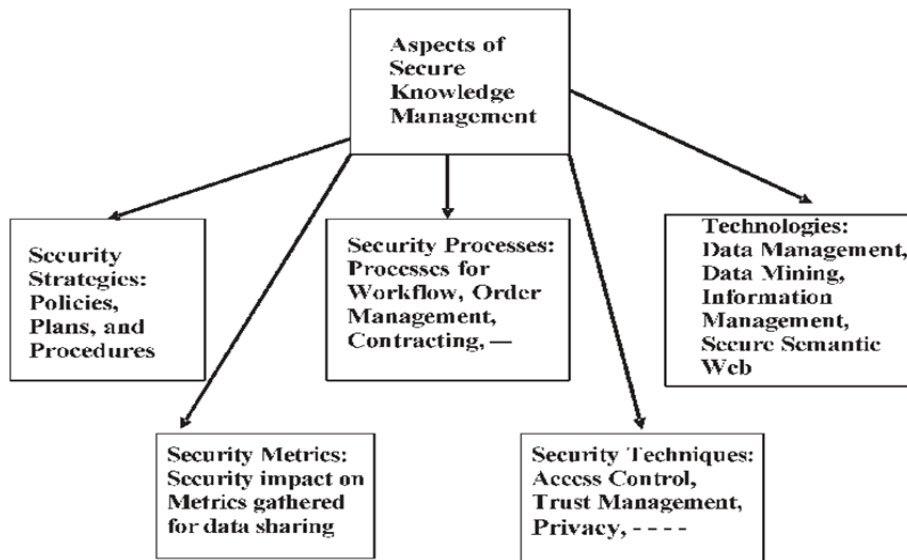 Aspects of
Secure
Knowledge
Management
Security
Strategies:
Policies,
Plans, and
Procedures
Security Processes:
Processes for
Workflow, Order
Management,
Contracting, —
Technologies:
Data Management,
Data Mining,
Information
Management,
Secure Semantic
Web
Security Metrics:
Security impact on
Metrics gathered
for data sharing
Security Techniques:
Access Control,
Trust Management,
Privacy, - - - -